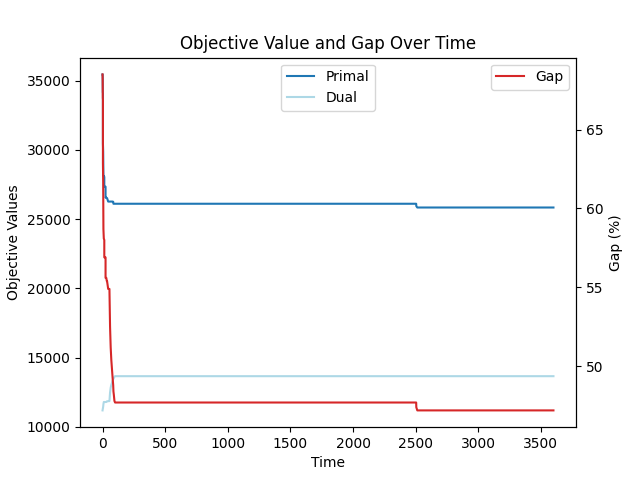 Objective Value and Gap Over Time
Primal
Dual
Gap
Objective Values
35000
30000
25000
20000
15000
10000
65
60
55
50
Gap (%)
0
500
1000
1500
2000
2500
3000
3500
Time